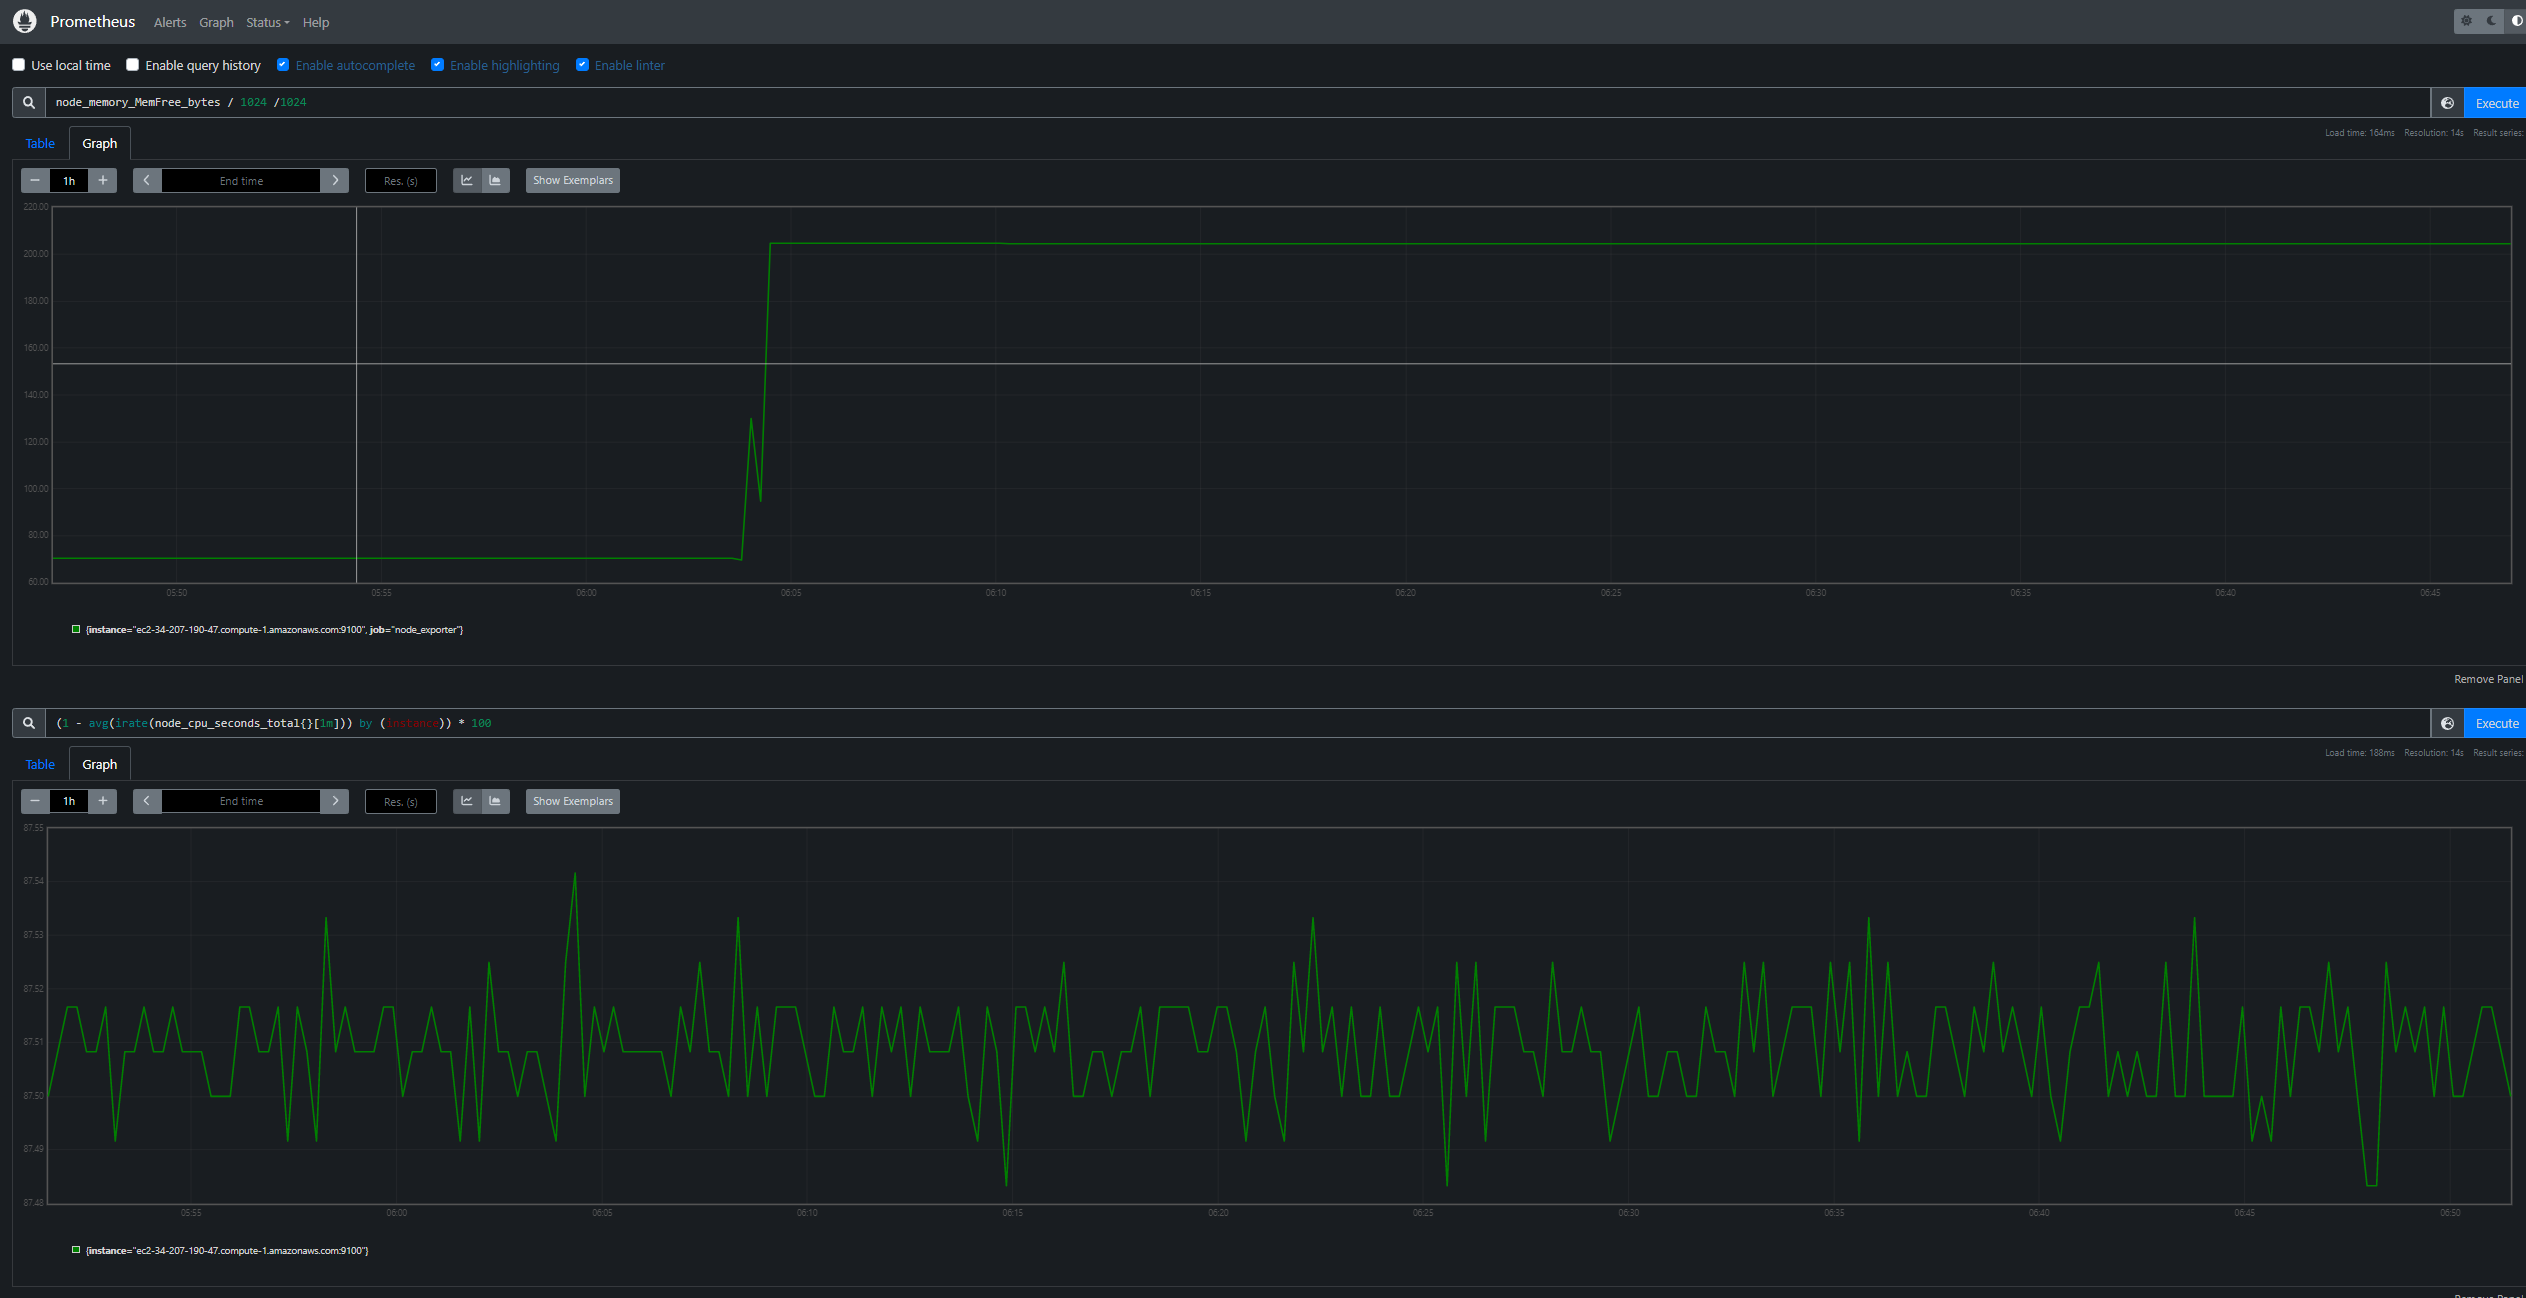 Prometheus Alerts Graph Status Help
Use local time Enable query history Enable autocomplete Enable highlighting Enable linter
node_memory_MemFree_bytes / 1024 /1024 Execute
Table Graph
Load time: 164ms Resolution: 14s Result series:
1h End time Res. (s) Show Exemplars
220.00
200.00
180.00
160.00
140.00
120.00
100.00
80.00
60.00
05:50 05:55 06:00 06:05 06:10 06:15 06:20 06:25 06:30 06:35 06:40 06:45
{instance="ec2-34-207-190-47.compute-1.amazonaws.com:9100", job="node_exporter"}
Remove Panel
(1 - avg(irate(node_cpu_seconds_total{}[1m])) by (instance)) * 100 Execute
Table Graph
Load time: 188ms Resolution: 14s Result series:
1h End time Res. (s) Show Exemplars
87.55
87.54
87.53
87.52
87.51
87.50
87.49
87.48
05:55 06:00 06:05 06:10 06:15 06:20 06:25 06:30 06:35 06:40 06:45 06:50
{instance="ec2-34-207-190-47.compute-1.amazonaws.com:9100"}